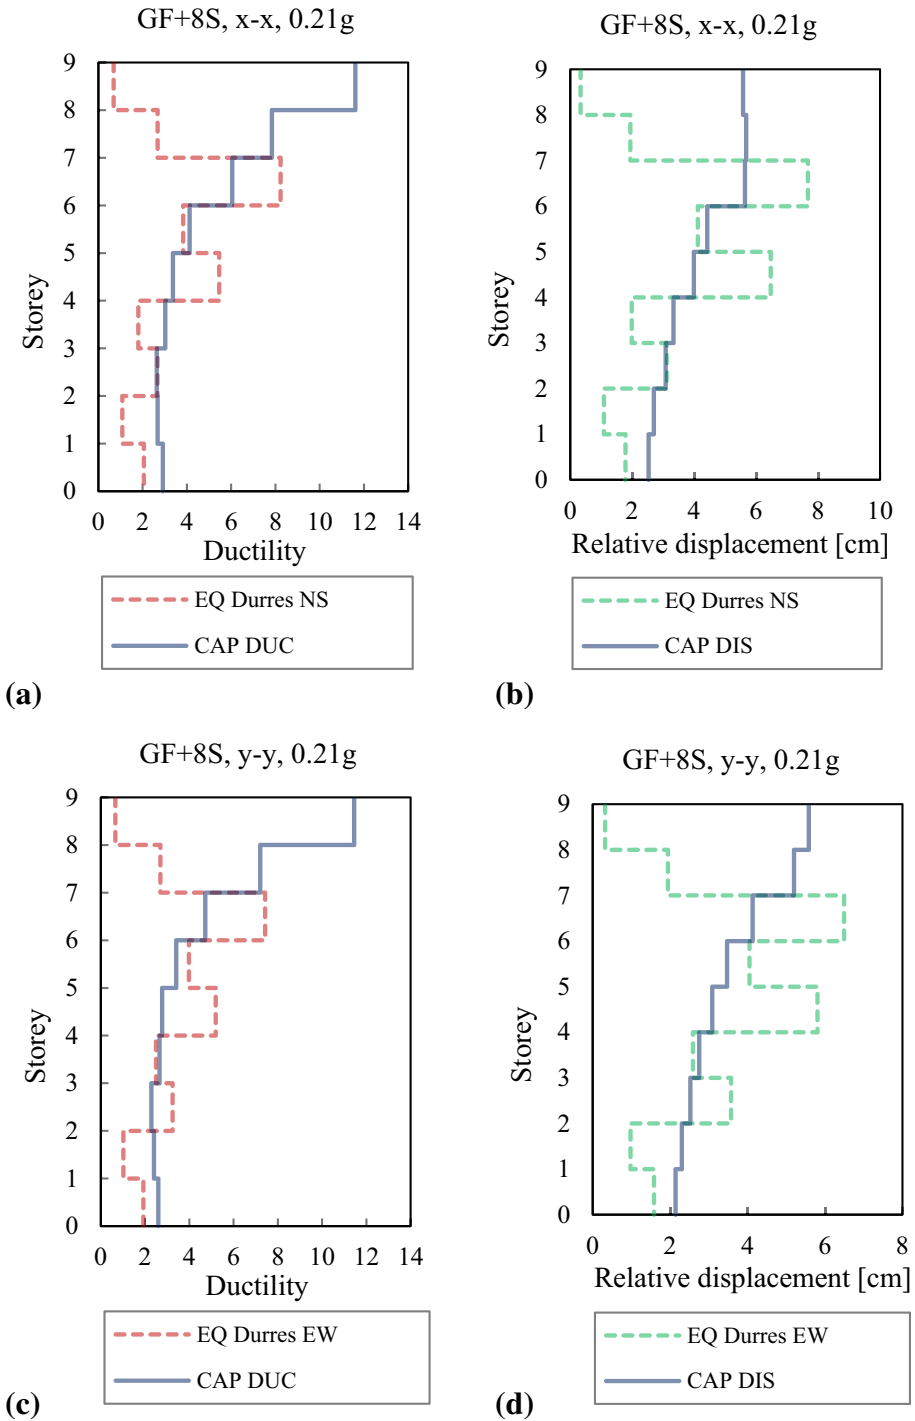 GF+8S, x-x, 0.21g
9
8
7
6
5
4
3
2
1
0
Storey
0 2 4 6 8 10 12 14
Ductility
EQ Durres NS
CAP DUC
(a)
GF+8S, x-x, 0.21g
9
8
7
6
5
4
3
2
1
0
Storey
0 2 4 6 8 10
Relative displacement [cm]
EQ Durres NS
CAP DIS
(b)
GF+8S, y-y, 0.21g
9
8
7
6
5
4
3
2
1
0
Storey
0 2 4 6 8 10 12 14
Ductility
EQ Durres EW
CAP DUC
(c)
GF+8S, y-y, 0.21g
9
8
7
6
5
4
3
2
1
0
Storey
0 2 4 6 8
Relative displacement [cm]
EQ Durres EW
CAP DIS
(d)